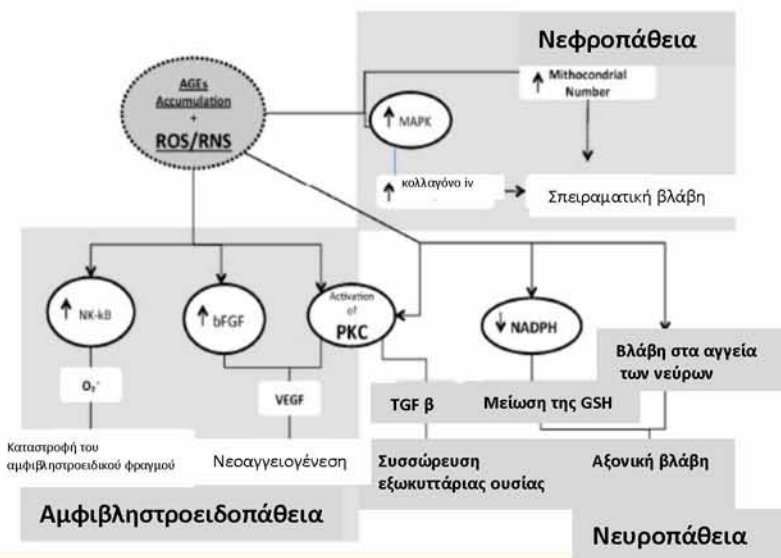 Νεφροπάθεια
AGEs
Accumulation
+
ROS/RNS
↑ Mithocondrial
Number
↑ MAPK
↑ κολλαγόνο iv
Σπειραματική βλάβη
↑ NK-kB
↑ bFGF
Activation
of
PKC
↓ NADPH
Βλάβη στα αγγεία
των νεύρων
O₂⁻
VEGF
TGF β
Μείωση της GSH
Καταστροφή του
αμφιβληστροειδικού φραγμού
Νεοαγγειογένεση
Συσσώρευση
εξωκυττάριας ουσίας
Αξονική βλάβη
Αμφιβληστροειδοπάθεια
Νευροπάθεια